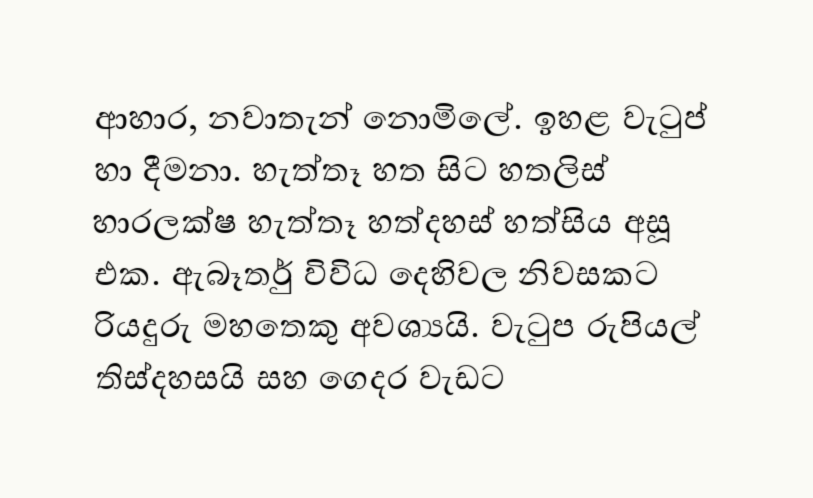 ආහාර, නවාතැන් නොමිලේ. ඉහළ වැටුප්
හා දීමනා. හැත්තෑ හත සිට හතලිස්
හාරලක්ෂ හැත්තෑ හත්දහස් හත්සිය අසූ
එක. ඇබෑර්තු විවිධ දෙහිවල නිවසකට
රියදුරු මහතෙකු අවශ්‍යයි. වැටුප රුපියල්
තිස්දහසයි සහ ගෙදර වැඩට